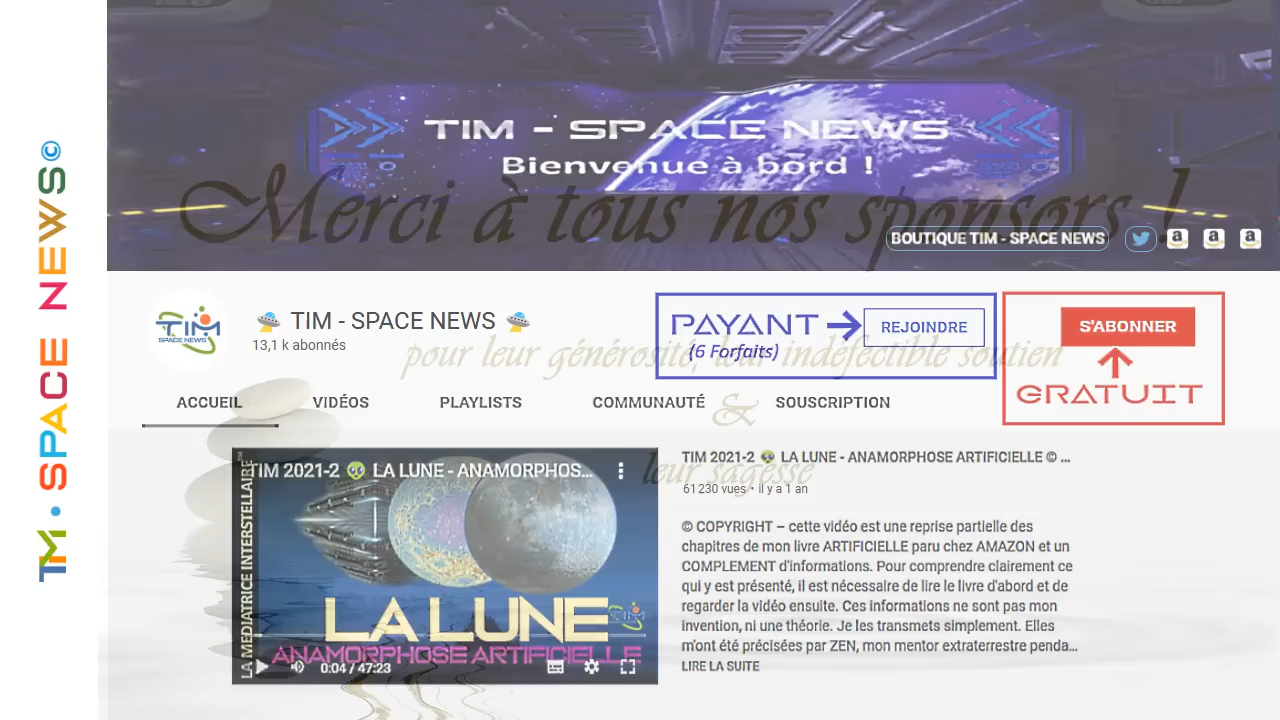 TIM • SPACE NEWS©
TIM - SPACE NEWS
Bienvenue à bord !
Merci à tous nos sponsors !
BOUTIQUE TIM - SPACE NEWS
TIM
SPACE NEWS
🛸 TIM - SPACE NEWS 🛸
13,1 k abonnés
PAYANT → REJOINDRE
(6 Forfaits)
S'ABONNER
GRATUIT
pour leur générosité, leur indéfectible soutien
ACCUEIL VIDÉOS PLAYLISTS COMMUNAUTÉ SOUSCRIPTION
&
leur sagesse
LA MEDIATRICE INTERSTELLAIRE™
TIM 2021-2 👽 LA LUNE - ANAMORPHOS...
LA LUNE
TIM
ANAMORPHOSE ARTIFICIELLE
0:04 / 47:23
TIM 2021-2 👽 LA LUNE - ANAMORPHOSE ARTIFICIELLE © ...
61 230 vues • il y a 1 an
© COPYRIGHT – cette vidéo est une reprise partielle des
chapitres de mon livre ARTIFICIELLE paru chez AMAZON et un
COMPLEMENT d'informations. Pour comprendre clairement ce
qui y est présenté, il est nécessaire de lire le livre d'abord et de
regarder la vidéo ensuite. Ces informations ne sont pas mon
invention, ni une théorie. Je les transmets simplement. Elles
m'ont été précisées par ZEN, mon mentor extraterrestre penda...
LIRE LA SUITE